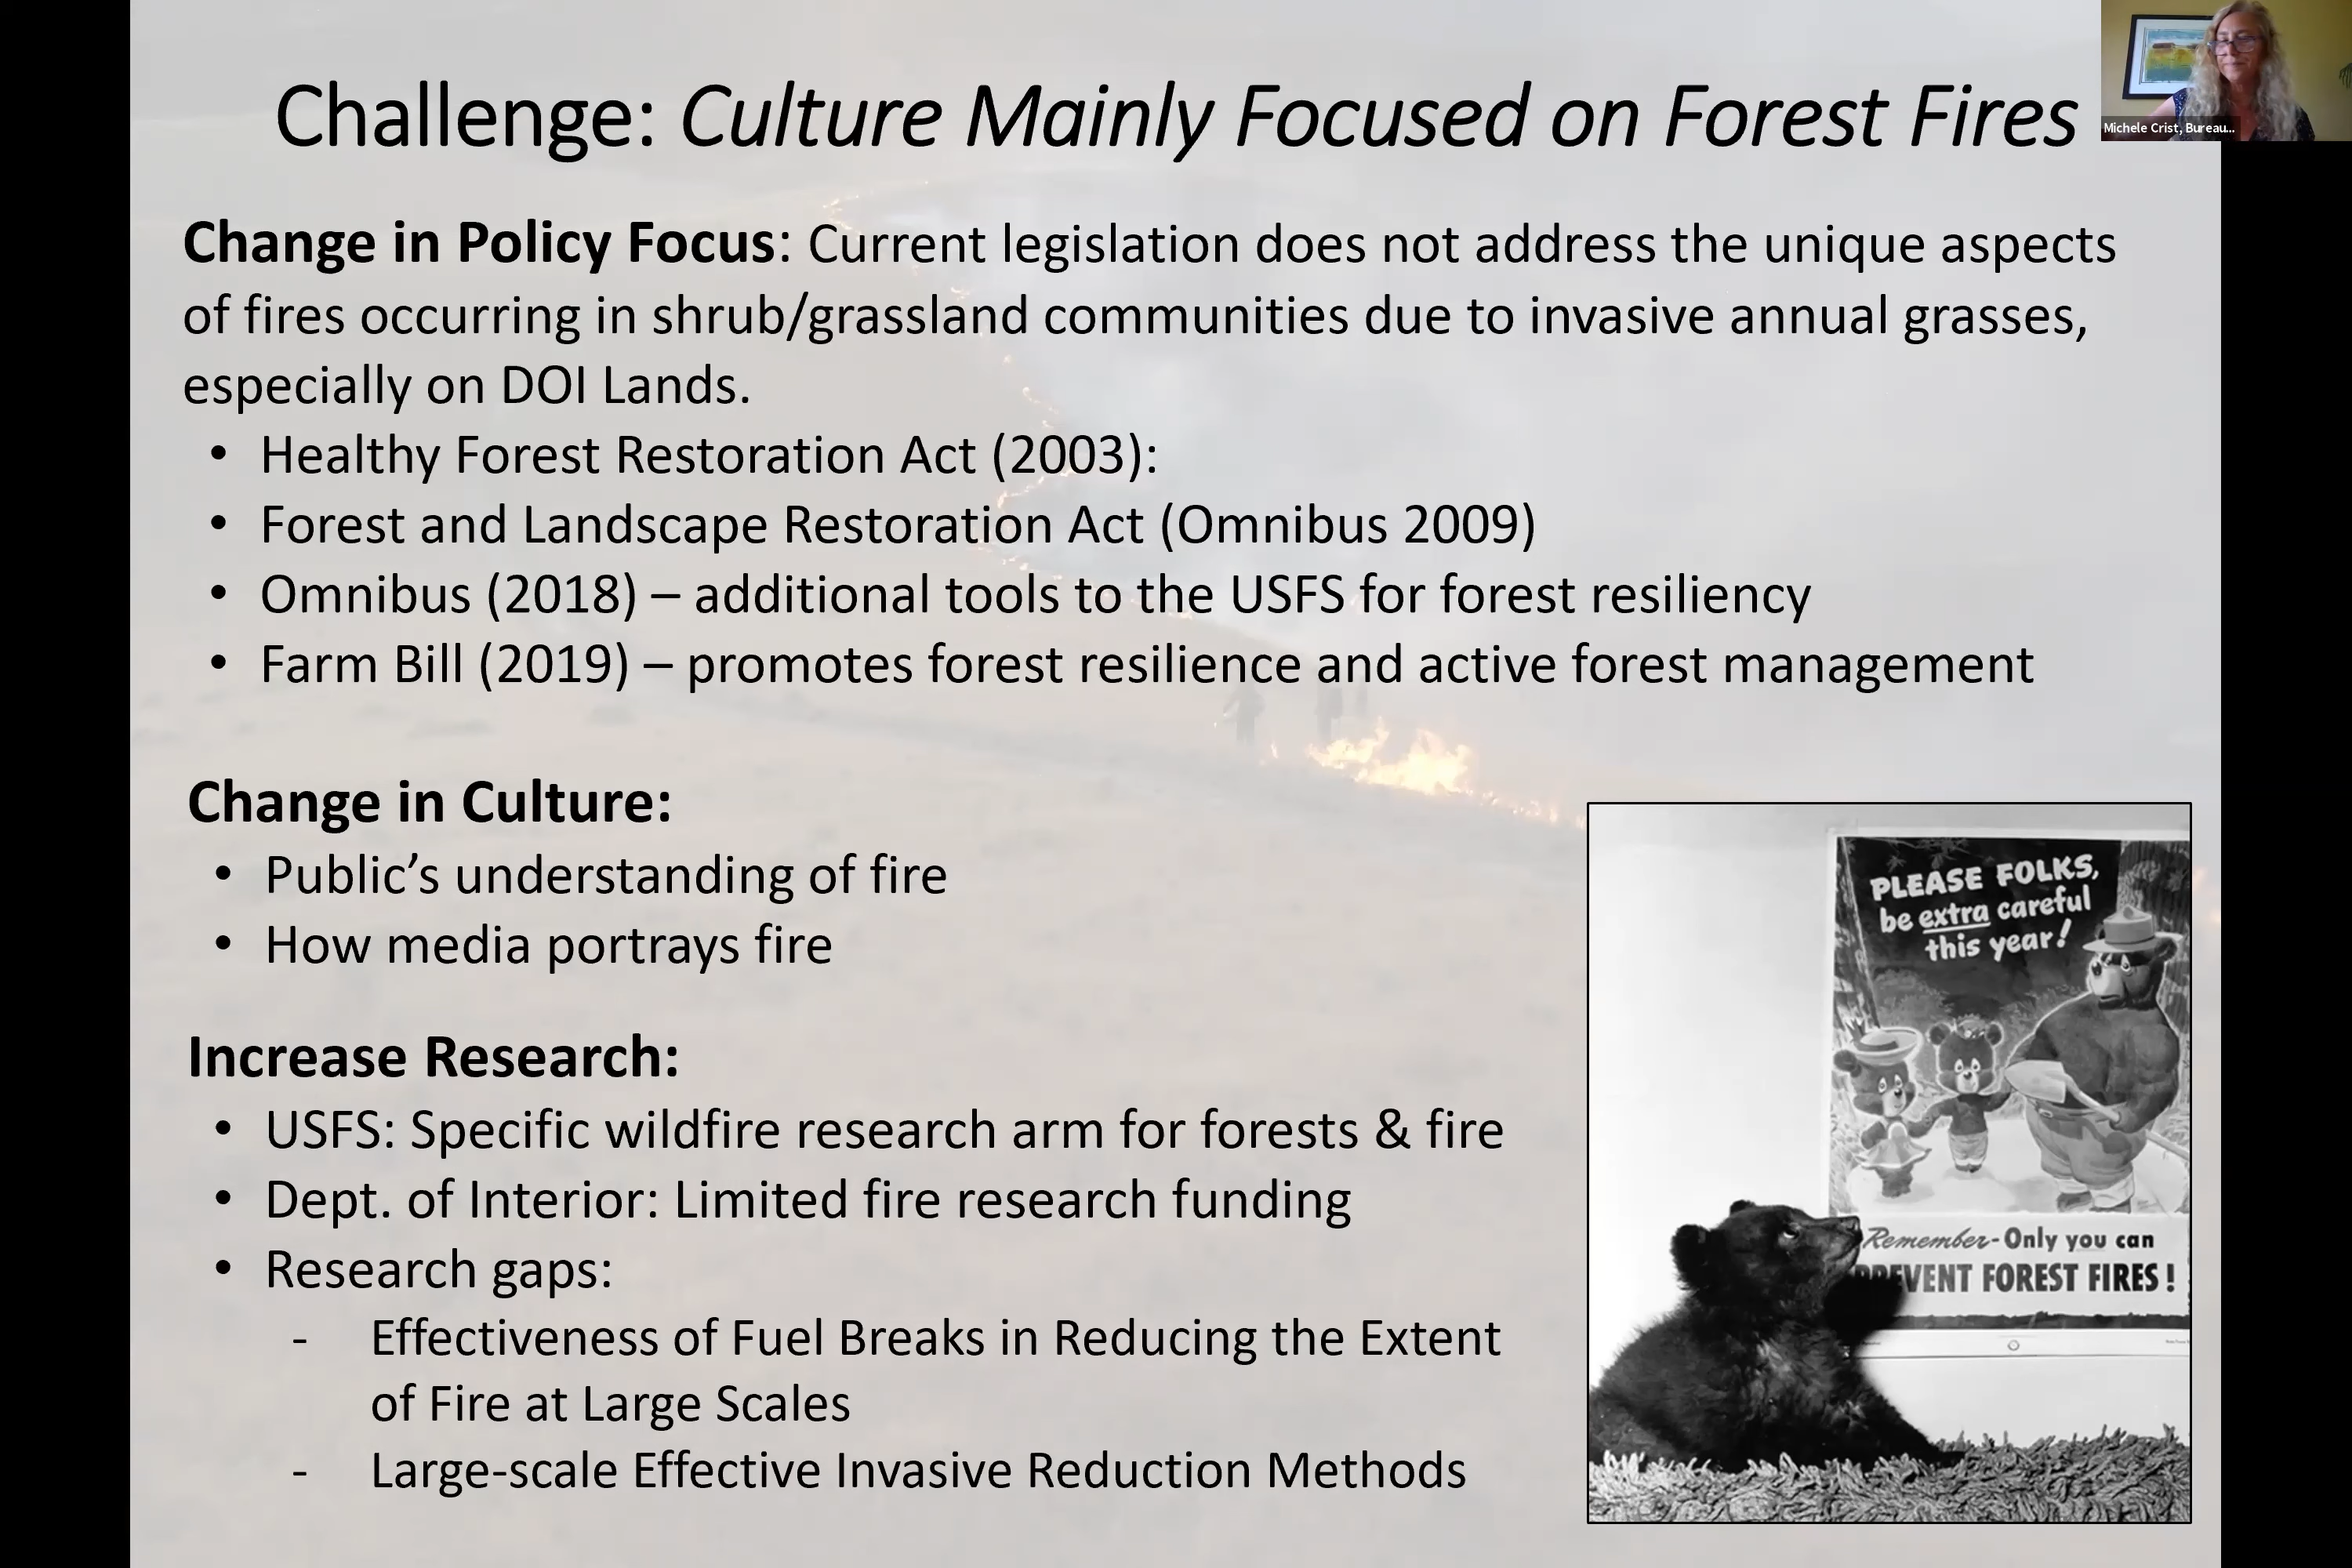 Challenge: Culture Mainly Focused on Forest Fires
Michele Crist, Bureau...
Change in Policy Focus: Current legislation does not address the unique aspects
of fires occurring in shrub/grassland communities due to invasive annual grasses,
especially on DOI Lands.
• Healthy Forest Restoration Act (2003):
• Forest and Landscape Restoration Act (Omnibus 2009)
• Omnibus (2018) – additional tools to the USFS for forest resiliency
• Farm Bill (2019) – promotes forest resilience and active forest management
Change in Culture:
• Public’s understanding of fire
• How media portrays fire
Increase Research:
• USFS: Specific wildfire research arm for forests & fire
• Dept. of Interior: Limited fire research funding
• Research gaps:
- Effectiveness of Fuel Breaks in Reducing the Extent
of Fire at Large Scales
- Large-scale Effective Invasive Reduction Methods
PLEASE FOLKS,
be extra careful
this year!
Remember- Only you can
PREVENT FOREST FIRES!